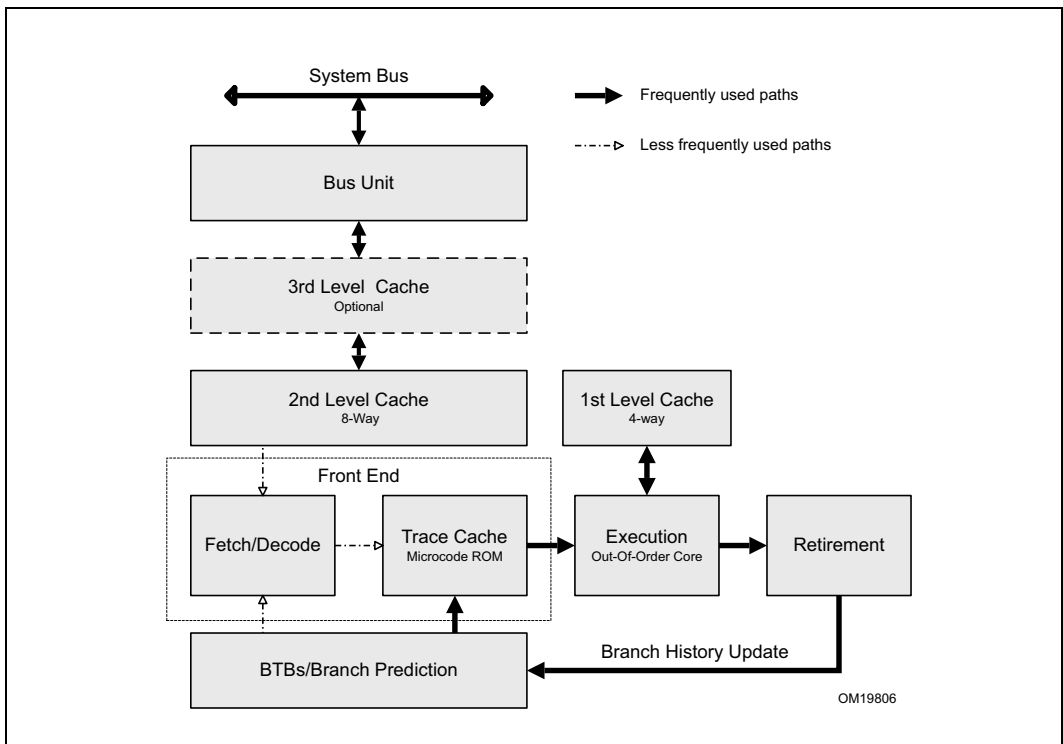 System Bus
Frequently used paths
Less frequently used paths
Bus Unit
3rd Level Cache
Optional
2nd Level Cache
8-Way
1st Level Cache
4-way
Front End
Fetch/Decode
Trace Cache
Microcode ROM
Execution
Out-Of-Order Core
Retirement
BTBs/Branch Prediction
Branch History Update
OM19806